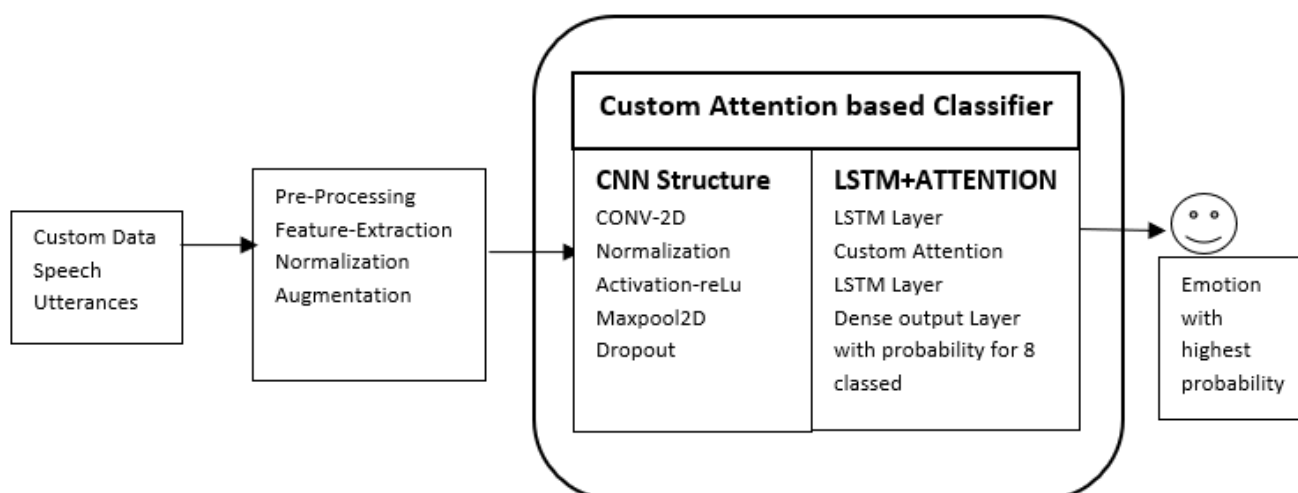 Custom Data
Speech
Utterances
Pre-Processing
Feature-Extraction
Normalization
Augmentation
Custom Attention based Classifier
CNN Structure
CONV-2D
Normalization
Activation-reLu
Maxpool2D
Dropout
LSTM+ATTENTION
LSTM Layer
Custom Attention
LSTM Layer
Dense output Layer
with probability for 8
classed
Emotion
with
highest
probability